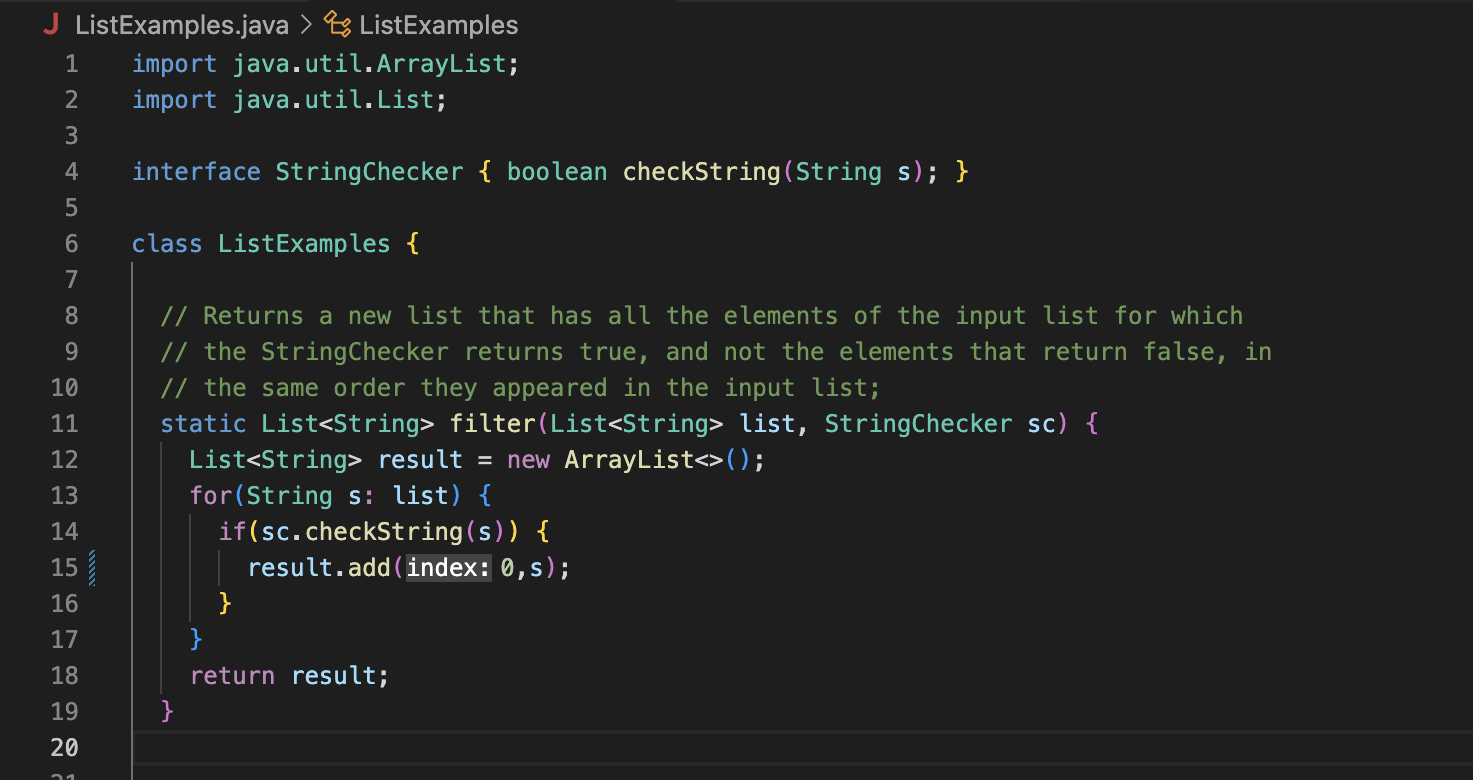 J ListExamples.java > ListExamples
1 import java.util.ArrayList;
2 import java.util.List;
3
4 interface StringChecker { boolean checkString(String s); }
5
6 class ListExamples {
7
8   // Returns a new list that has all the elements of the input list for which
9   // the StringChecker returns true, and not the elements that return false, in
10   // the same order they appeared in the input list;
11   static List<String> filter(List<String> list, StringChecker sc) {
12     List<String> result = new ArrayList<>();
13     for(String s: list) {
14       if(sc.checkString(s)) {
15         result.add(index: 0,s);
16       }
17     }
18     return result;
19   }
20